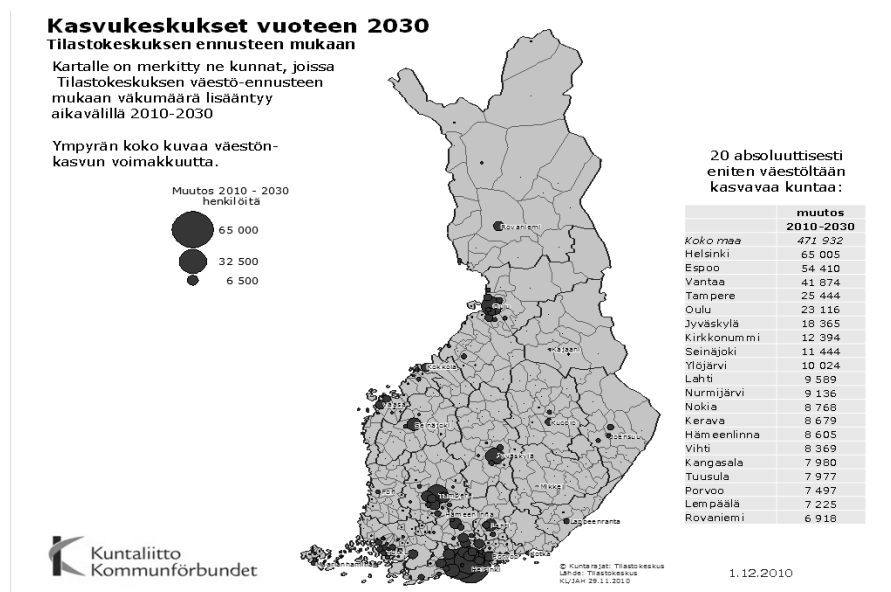 Kasvukeskukset vuoteen 2030
Tilastokeskuksen ennusteen mukaan
Kartalle on merkitty ne kunnat, joissa
Tilastokeskuksen väestö-ennusteen
mukaan väkumäärä lisääntyy
aikavälillä 2010-2030
Ympyrän koko kuvaa väestön-
kasvun voimakkuutta.
Muutos 2010 - 2030
henkilöitä
65 000
32 500
6 500
Rovaniemi
Oulu
Kajaani
Kokkola
Vaasa
Seinäjoki
Kuopio
Joensuu
Jyväskylä
Mikkeli
Pori
Tampere
Hämeenlinna
Lahti
Lappeenranta
Kotka
Porvoo
Helsinki
Maarianhamina
20 absoluuttisesti
eniten väestöltään
kasvavaa kuntaa:
muutos
2010-2030
Koko maa 471 932
Helsinki 65 005
Espoo 54 410
Vantaa 41 874
Tampere 25 444
Oulu 23 116
Jyväskylä 18 365
Kirkkonummi 12 394
Seinäjoki 11 444
Ylöjärvi 10 024
Lahti 9 589
Nurmijärvi 9 136
Nokia 8 768
Kerava 8 679
Hämeenlinna 8 605
Vihti 8 369
Kangasala 7 980
Tuusula 7 977
Porvoo 7 497
Lempäälä 7 225
Rovaniemi 6 918
Kuntaliitto
Kommunförbundet
© Kuntarajat: Tilastokeskus
Lähde: Tilastokeskus
KL/JAH 29.11.2010
1.12.2010